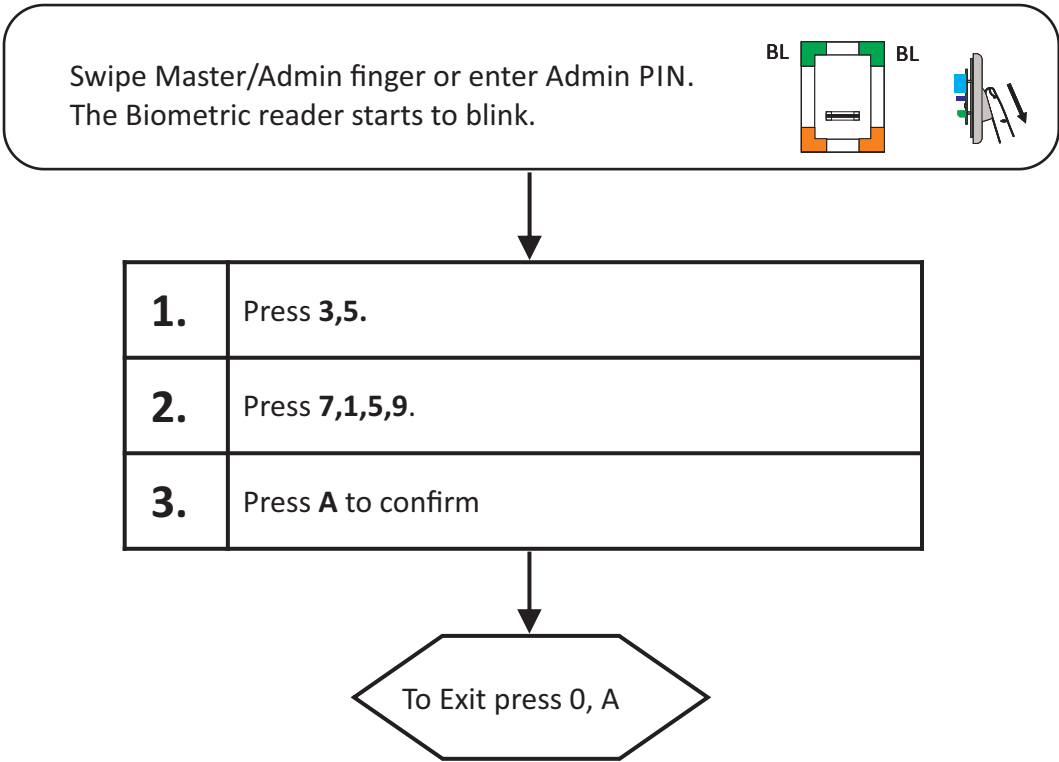 Swipe Master/Admin finger or enter Admin PIN.
The Biometric reader starts to blink.
BL
BL
1.
Press 3,5.
2.
Press 7,1,5,9.
3.
Press A to confirm
To Exit press 0, A